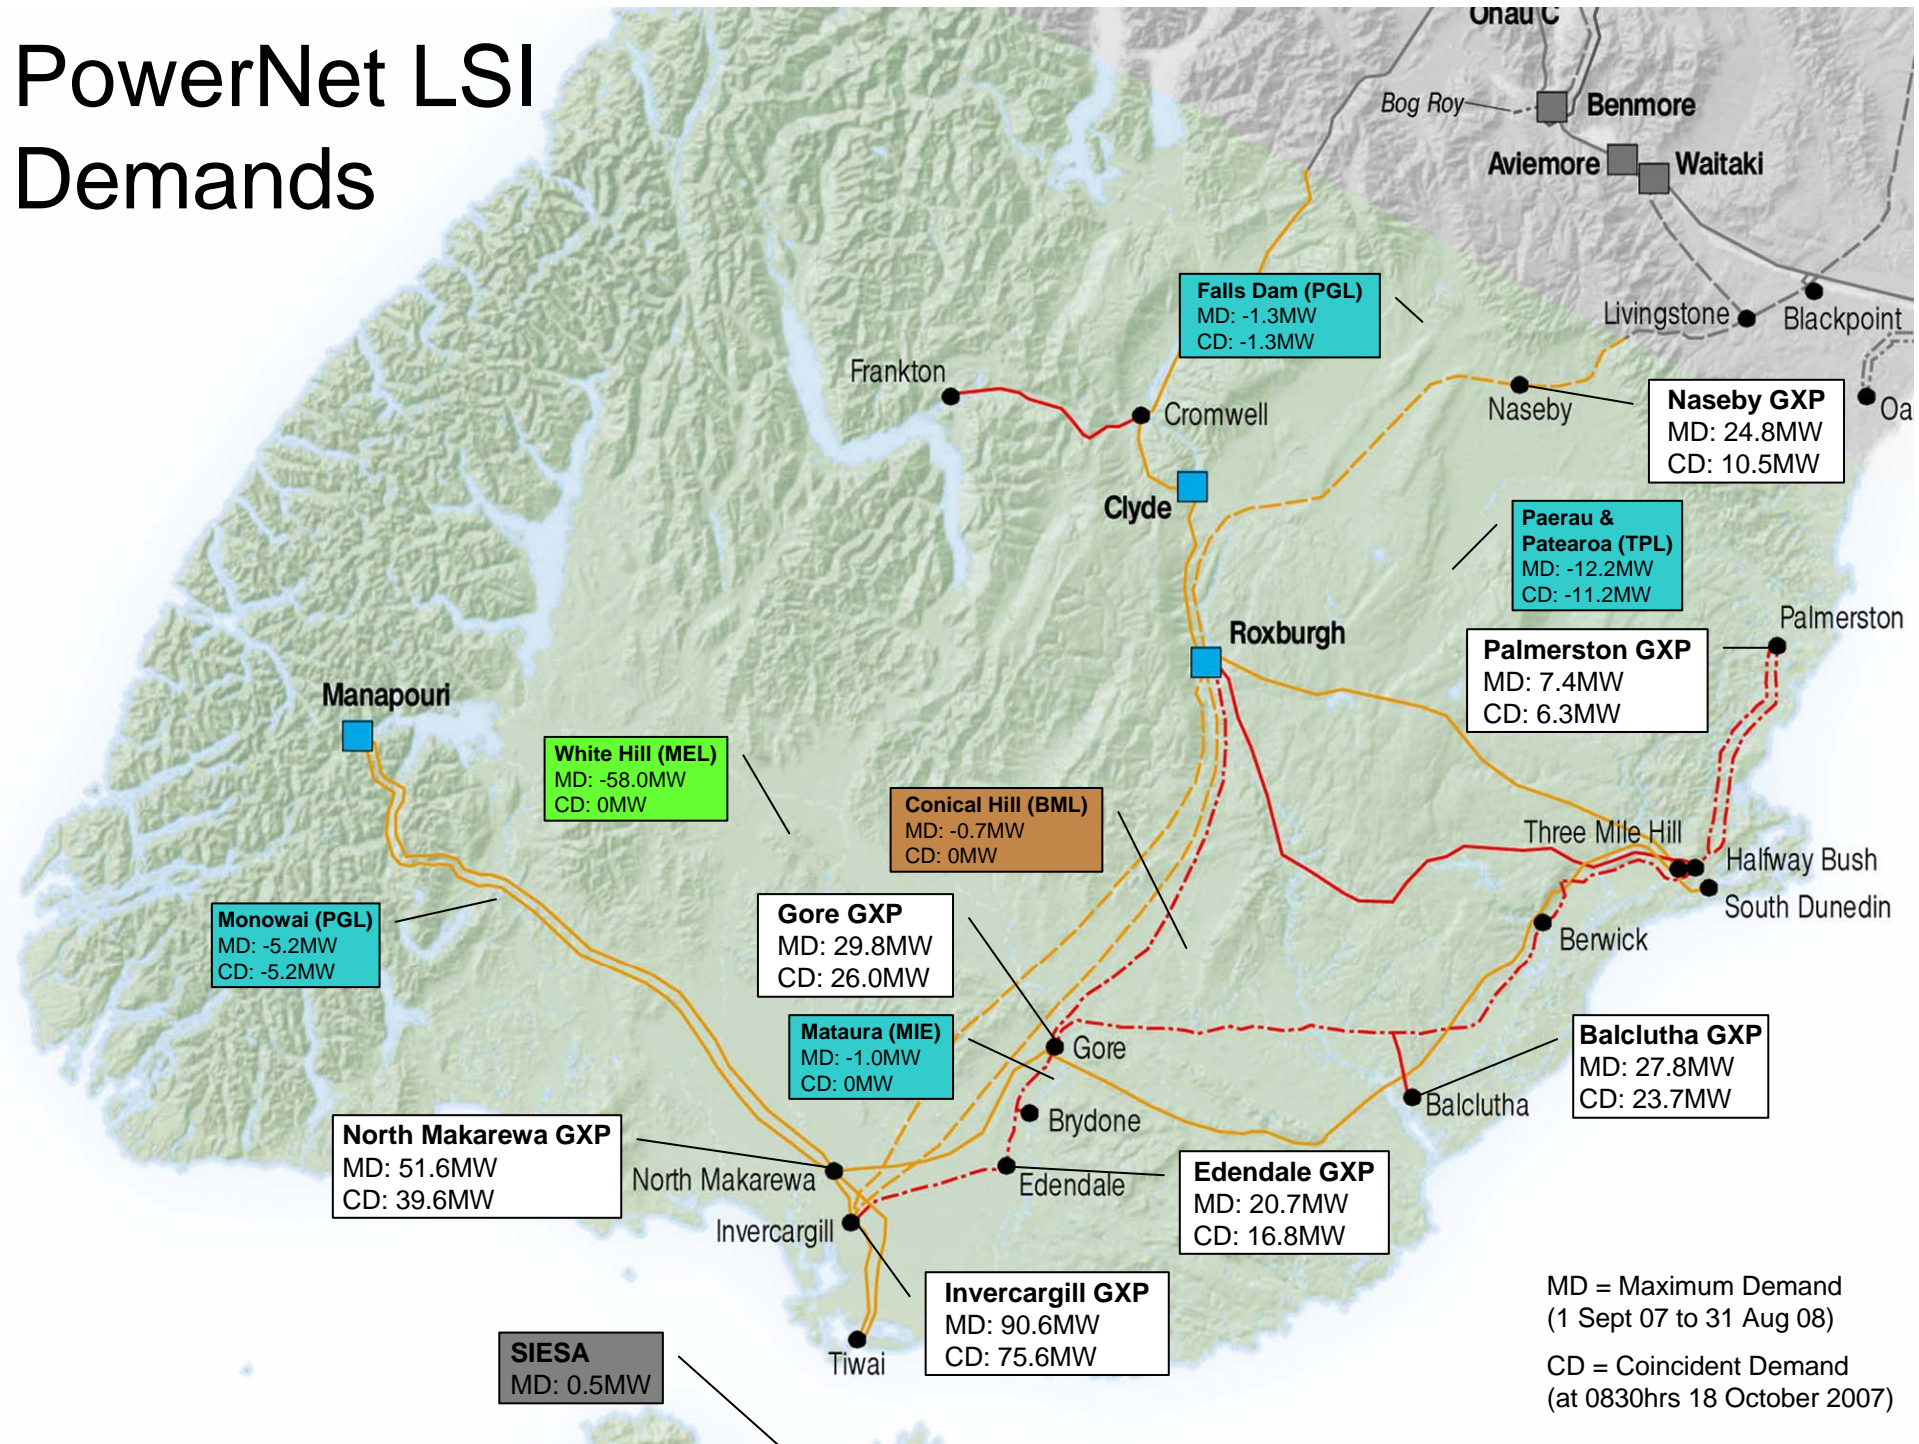 PowerNet LSI
Demands
Ohau C
Bog Roy
Benmore
Aviemore
Waitaki
Falls Dam (PGL)
MD: -1.3MW
CD: -1.3MW
Livingstone
Blackpoint
Frankton
Cromwell
Naseby
Naseby GXP
MD: 24.8MW
CD: 10.5MW
Oa
Clyde
Paerau &
Patearoa (TPL)
MD: -12.2MW
CD: -11.2MW
Palmerston
Roxburgh
Palmerston GXP
MD: 7.4MW
CD: 6.3MW
Manapouri
White Hill (MEL)
MD: -58.0MW
CD: 0MW
Conical Hill (BML)
MD: -0.7MW
CD: 0MW
Three Mile Hill
Halfway Bush
South Dunedin
Berwick
Monowai (PGL)
MD: -5.2MW
CD: -5.2MW
Gore GXP
MD: 29.8MW
CD: 26.0MW
Mataura (MIE)
MD: -1.0MW
CD: 0MW
Gore
Balclutha GXP
MD: 27.8MW
CD: 23.7MW
Balclutha
Brydone
North Makarewa GXP
MD: 51.6MW
CD: 39.6MW
North Makarewa
Edendale
Edendale GXP
MD: 20.7MW
CD: 16.8MW
Invercargill
Invercargill GXP
MD: 90.6MW
CD: 75.6MW
Tiwai
SIESA
MD: 0.5MW
MD = Maximum Demand
(1 Sept 07 to 31 Aug 08)
CD = Coincident Demand
(at 0830hrs 18 October 2007)